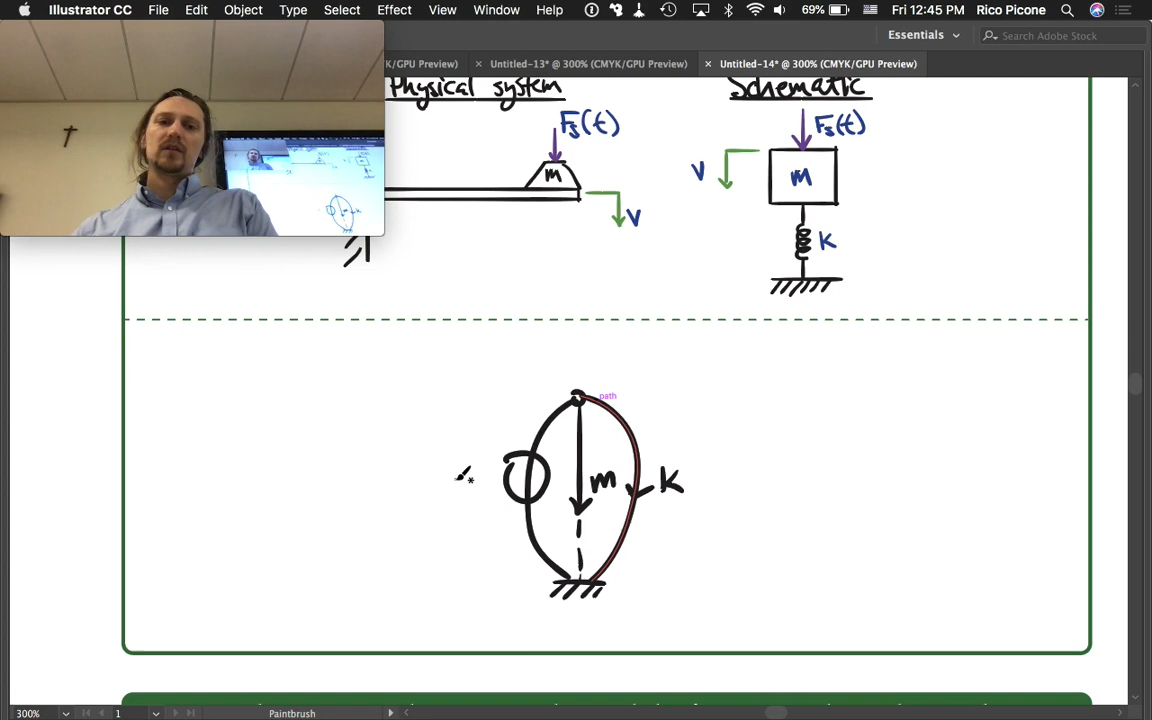 Illustrator CC File Edit Object Type Select Effect View Window Help 69% Fri 12:45 PM Rico Picone
Essentials Search Adobe Stock
K/GPU Preview) × Untitled-13* @ 300% (CMYK/GPU Preview) × Untitled-14* @ 300% (CMYK/GPU Preview)
Physical system Schematic
Fs(t) Fs(t)
m V m
V
K
path
m K
300% 1 Paintbrush